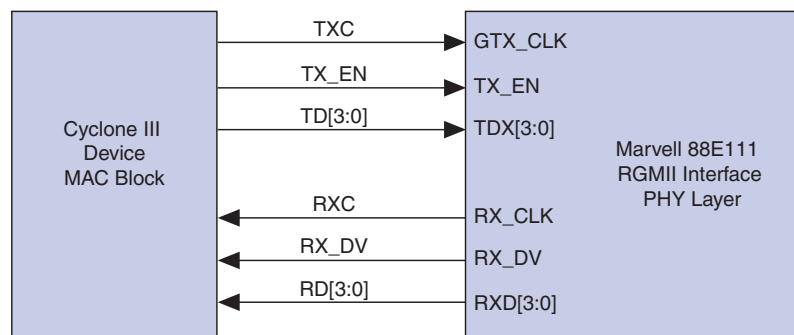 Cyclone III
Device
MAC Block
TXC
TX_EN
TD[3:0]
RXC
RX_DV
RD[3:0]
GTX_CLK
TX_EN
TDX[3:0]
RX_CLK
RX_DV
RXD[3:0]
Marvell 88E111
RGMII Interface
PHY Layer